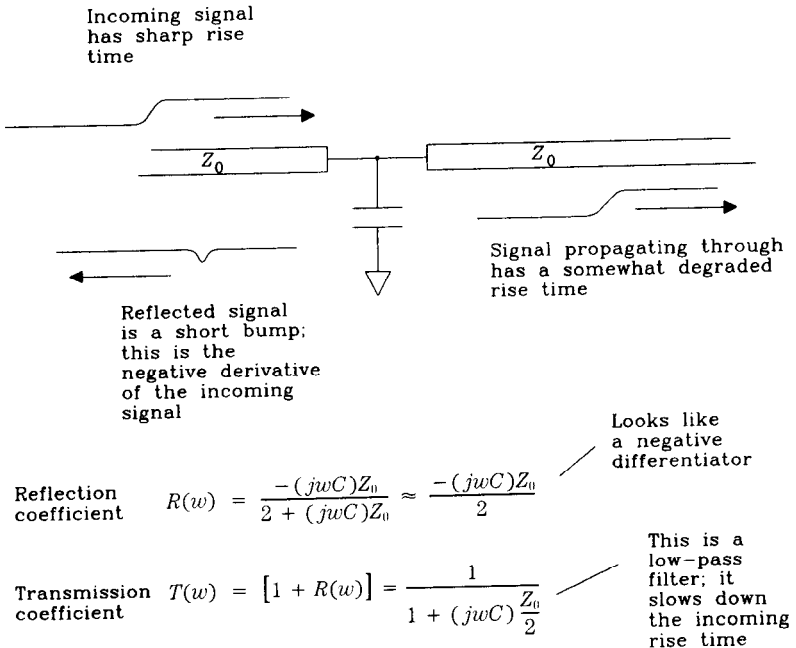 Incoming signal
has sharp rise
time
Z₀
Z₀
Signal propagating through
has a somewhat degraded
rise time
Reflected signal
is a short bump;
this is the
negative derivative
of the incoming
signal
Looks like
a negative
differentiator
Reflection
coefficient
R(w) = -(jwC)Z₀ / 2 + (jwC)Z₀ ≈ -(jwC)Z₀ / 2
This is a
low-pass
filter; it
slows down
the incoming
rise time
Transmission
coefficient
T(w) = [1 + R(w)] = 1 / 1 + (jwC) Z₀/2